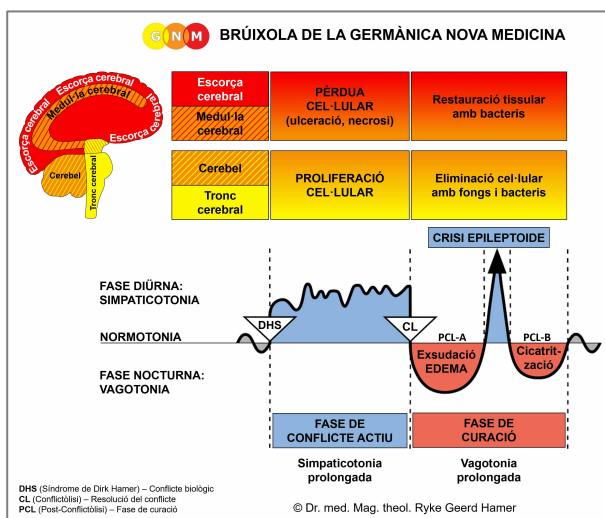 GNM BRÚIXOLA DE LA GERMÀNICA NOVA MEDICINA
Escorça cerebral
Escorça cerebral
Escorça cerebral
Escorça cerebral
Medul·la cerebral
Cerebel
Tronc cerebral
Escorça
cerebral
Medul·la
cerebral
PÈRDUA
CEL·LULAR
(ulceració, necrosi)
Restauració tissular
amb bacteris
Cerebel
Tronc
cerebral
PROLIFERACIÓ
CEL·LULAR
Eliminació cel·lular
amb fongs i bacteris
CRISI EPILEPTOIDE
FASE DIÜRNA:
SIMPATICOTONIA
DHS
CL
NORMOTONIA
PCL-A
PCL-B
Exsudació
EDEMA
Cicatrit-
zació
FASE NOCTURNA:
VAGOTONIA
FASE DE
CONFLICTE ACTIU
FASE DE
CURACIÓ
Simpaticotonia
prolongada
Vagotonia
prolongada
DHS (Síndrome de Dirk Hamer) – Conflicte biològic
CL (Conflictòlisi) – Resolució del conflicte
PCL (Post-Conflictòlisi) – Fase de curació
© Dr. med. Mag. theol. Ryke Geerd Hamer